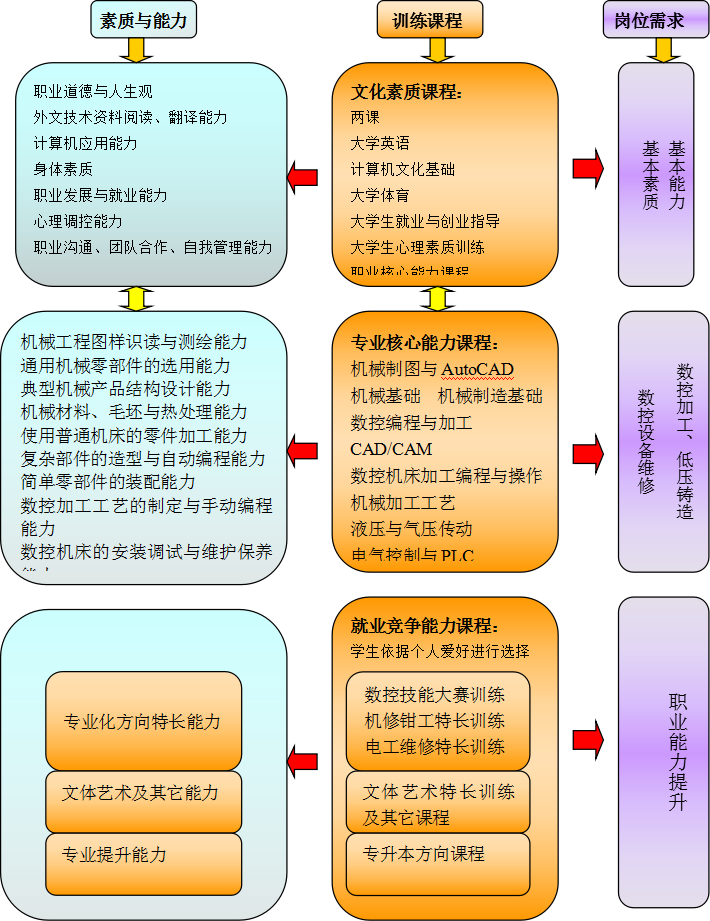 素质与能力
训练课程
岗位需求
职业道德与人生观
外文技术资料阅读、翻译能力
计算机应用能力
身体素质
职业发展与就业能力
心理调控能力
职业沟通、团队合作、自我管理能力
文化素质课程：
两课
大学英语
计算机文化基础
大学体育
大学生就业与创业指导
大学生心理素质训练
职业核心能力课程
基本能力
基本素质
机械工程图样识读与测绘能力
通用机械零部件的选用能力
典型机械产品结构设计能力
机械材料、毛坯与热处理能力
使用普通机床的零件加工能力
复杂部件的造型与自动编程能力
简单零部件的装配能力
数控加工工艺的制定与手动编程
能力
数控机床的安装调试与维护保养
专业核心能力课程：
机械制图与 AutoCAD
机械基础　机械制造基础
数控编程与加工
CAD/CAM
数控机床加工编程与操作
机械加工工艺
液压与气压传动
电气控制与 PLC
数控加工、低压铸造
数控设备维修
专业化方向特长能力
文体艺术及其它能力
专业提升能力
就业竞争能力课程：
学生依据个人爱好进行选择
数控技能大赛训练
机修钳工特长训练
电工维修特长训练
文体艺术特长训练
及其它课程
专升本方向课程
职业能力提升